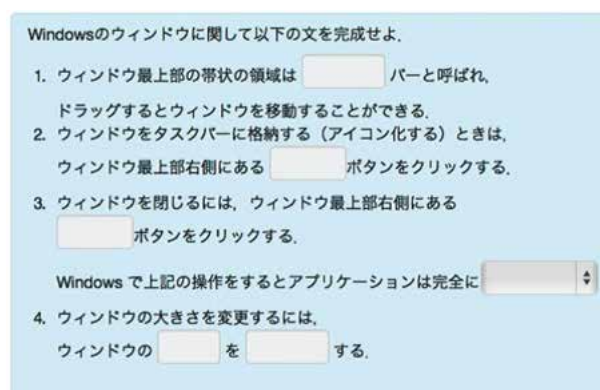 Windowsのウィンドウに関して以下の文を完成せよ.
1. ウィンドウ最上部の帯状の領域は バーと呼ばれ,
ドラッグするとウィンドウを移動することができる.
2. ウィンドウをタスクバーに格納する（アイコン化する）ときは,
ウィンドウ最上部右側にある ボタンをクリックする.
3. ウィンドウを閉じるには, ウィンドウ最上部右側にある
ボタンをクリックする.
Windows で上記の操作をするとアプリケーションは完全に
4. ウィンドウの大きさを変更するには,
ウィンドウの を する.